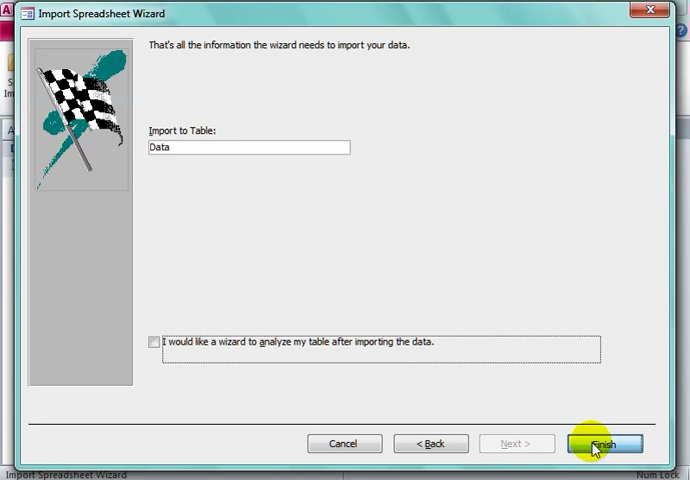 Import Spreadsheet Wizard
That's all the information the wizard needs to import your data.
Import to Table:
Data
I would like a wizard to analyze my table after importing the data.
Cancel
< Back
Next >
Finish
Import Spreadsheet Wizard
Num Lock